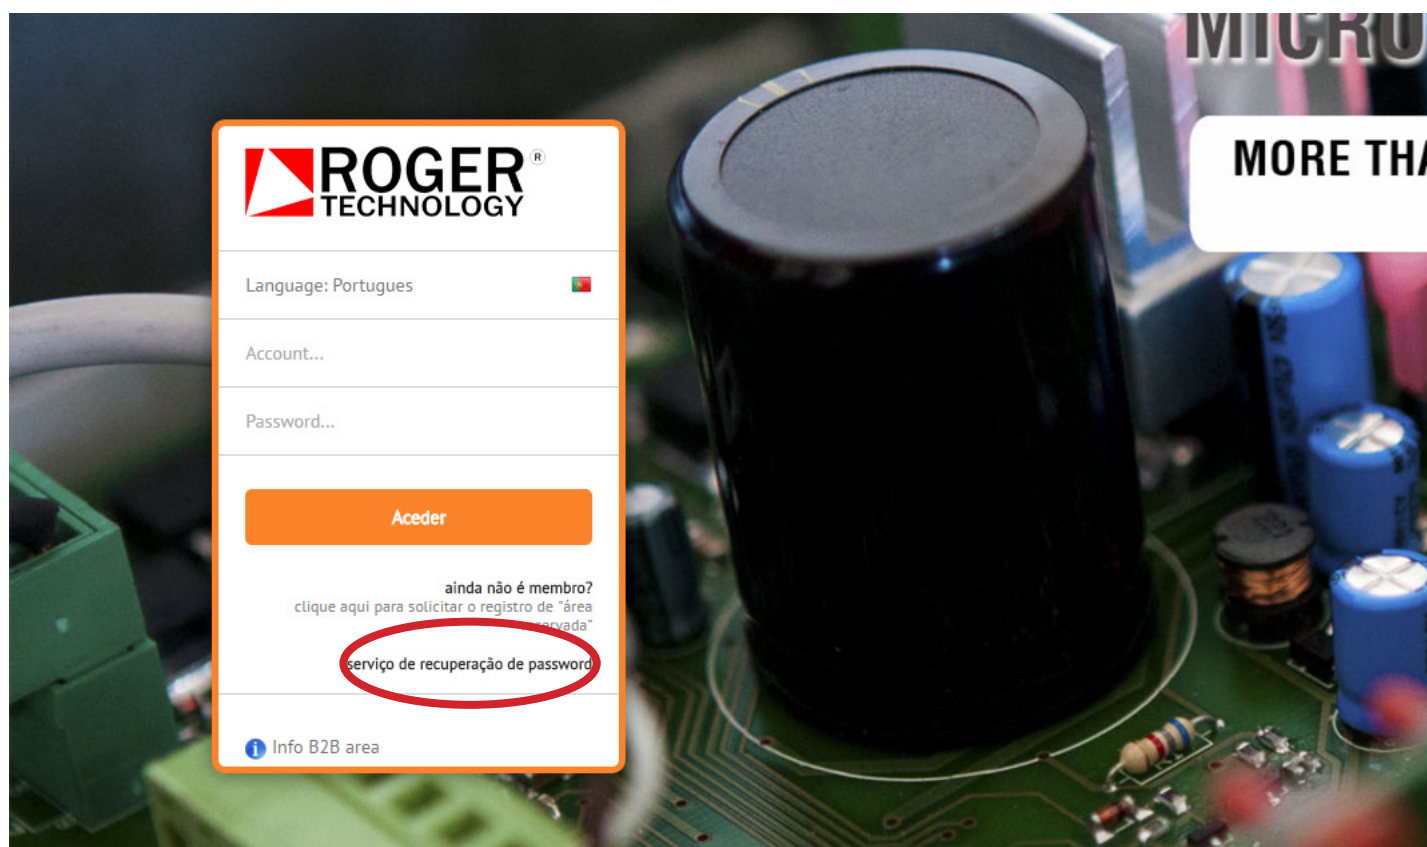 MICRO
MORE THA
ROGER®
TECHNOLOGY
Language: Portugues
Account...
Password...
Aceder
ainda não é membro?
clique aqui para solicitar o registro de "área
serviço de recuperação de password
Info B2B area